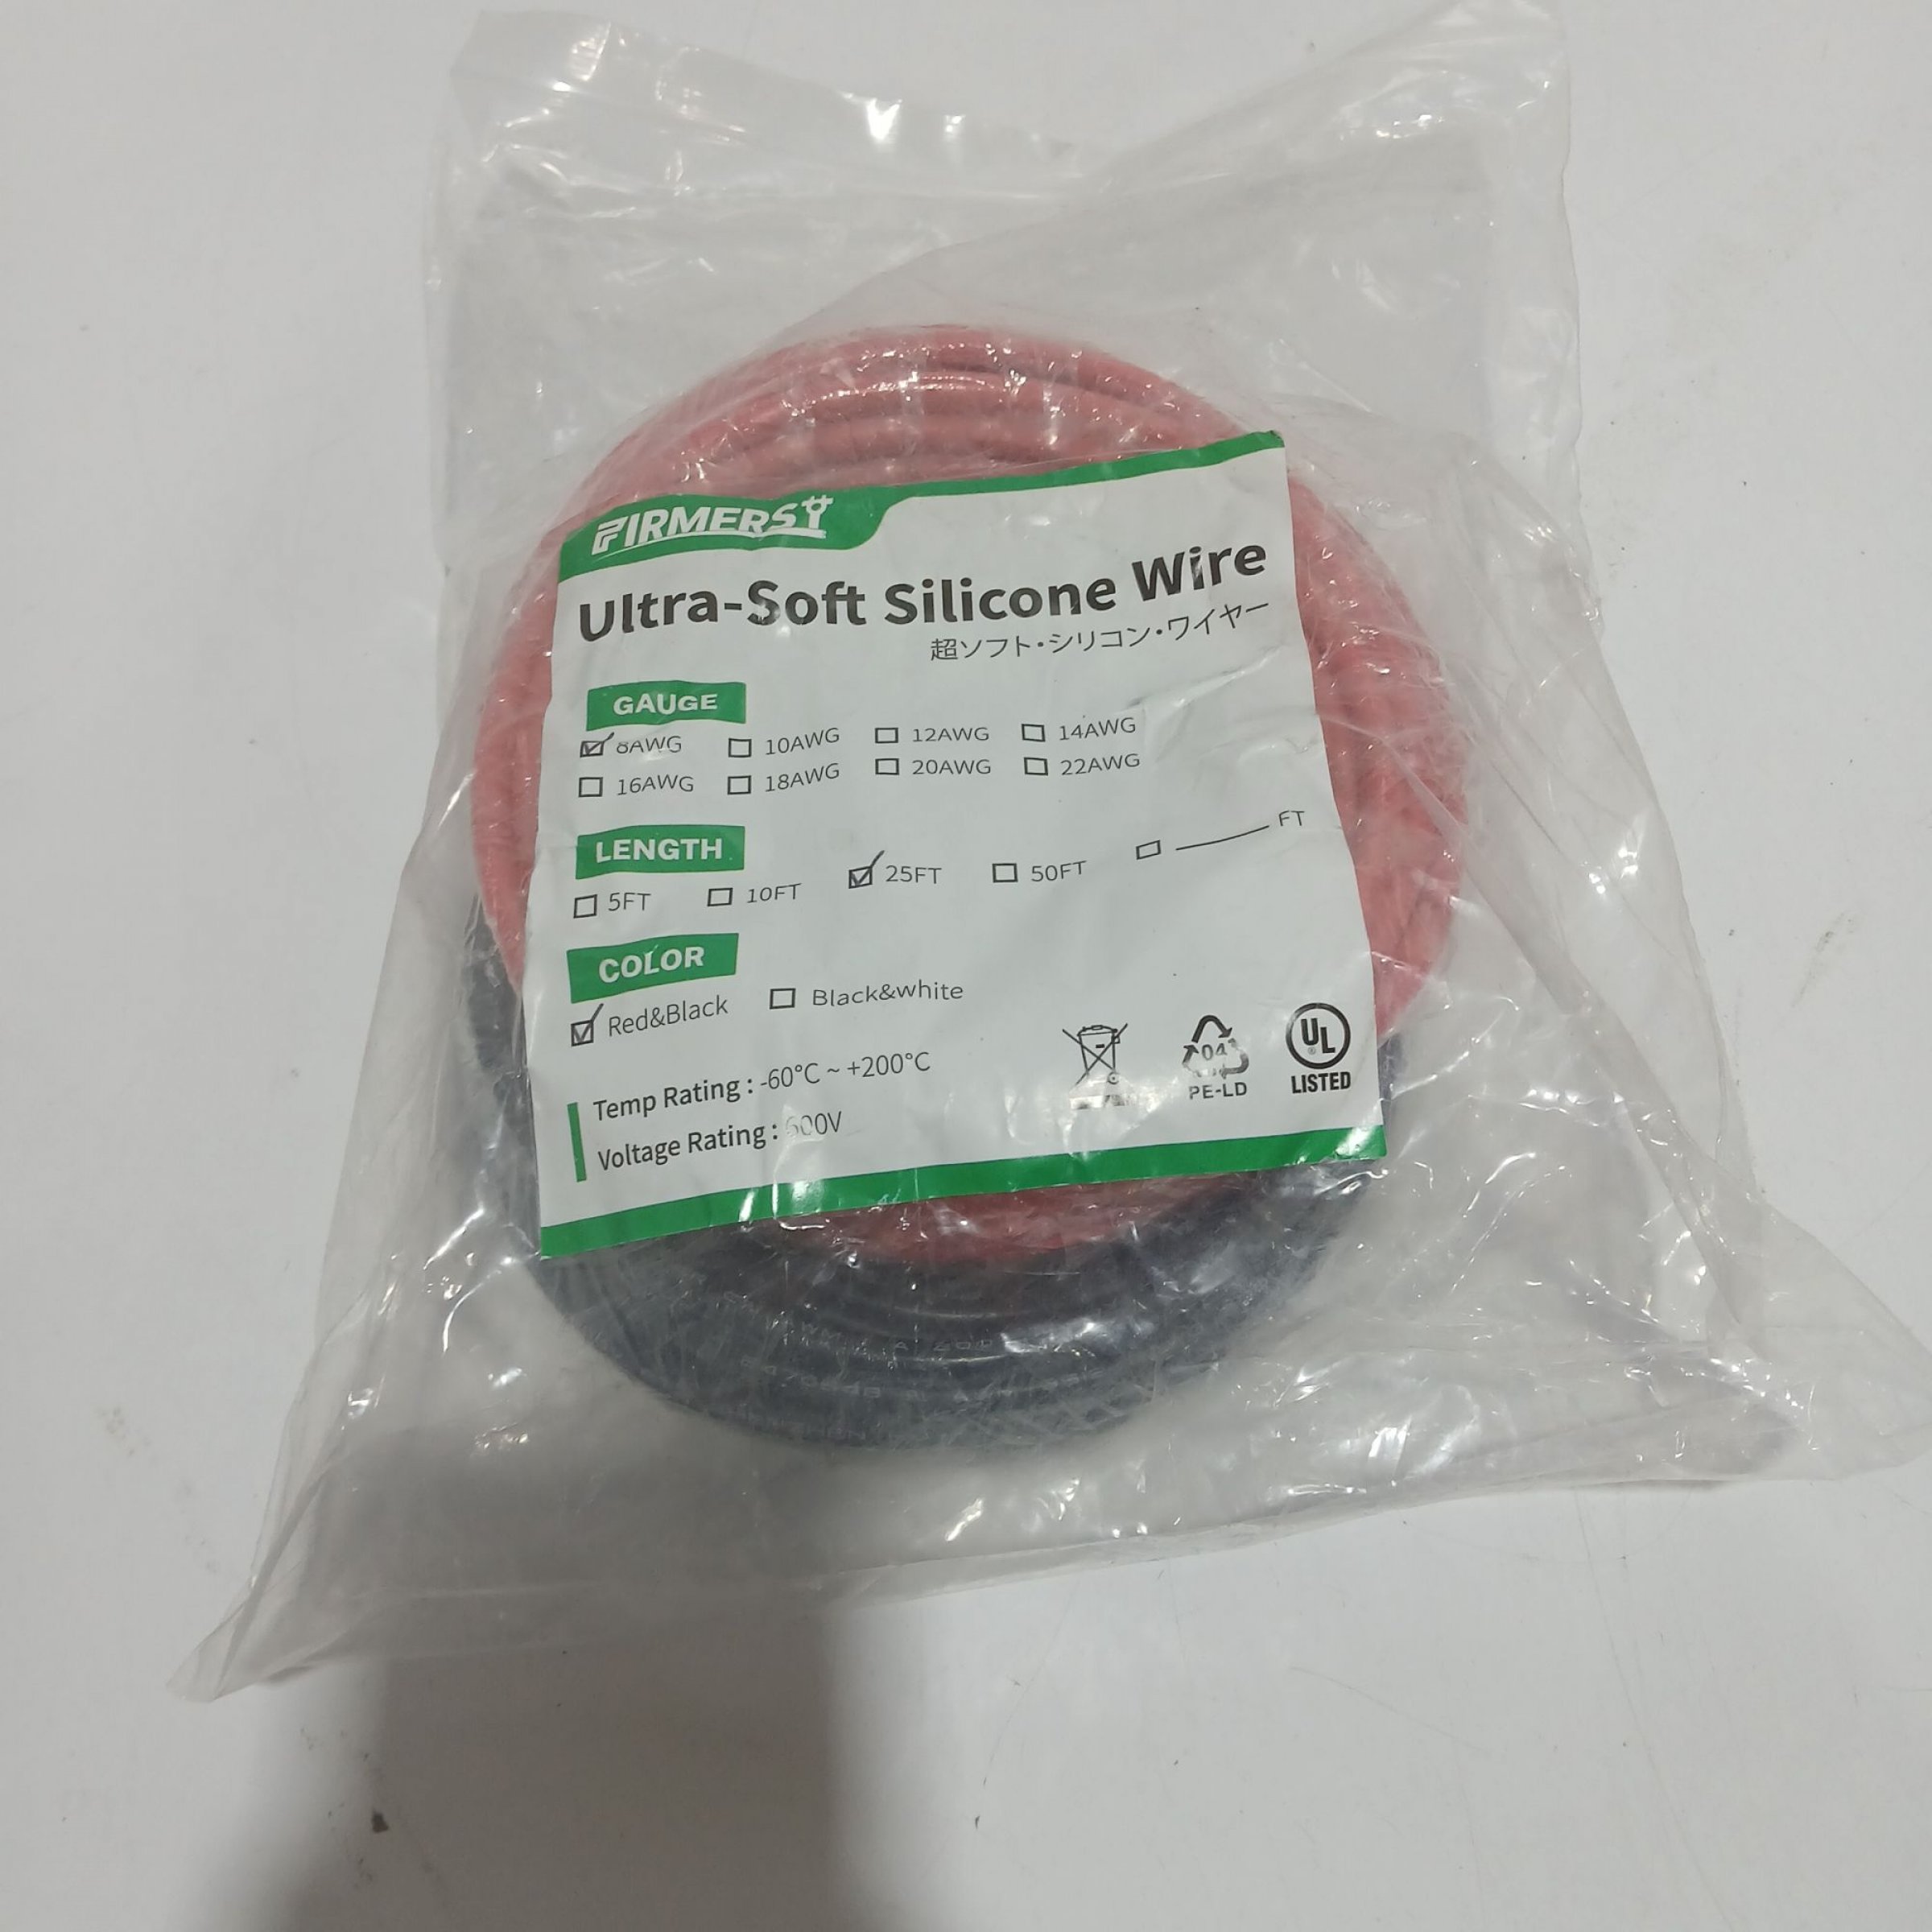 FIRMERST
Ultra-Soft Silicone Wire
超ソフト・シリコン・ワイヤー
GAUGE
8AWG 10AWG 12AWG 14AWG
16AWG 18AWG 20AWG 22AWG
LENGTH
5FT 10FT 25FT 50FT FT
COLOR
Red&Black Black&white
Temp Rating : -60°C ~ +200°C
Voltage Rating : 600V
04
PE-LD
UL
®
LISTED